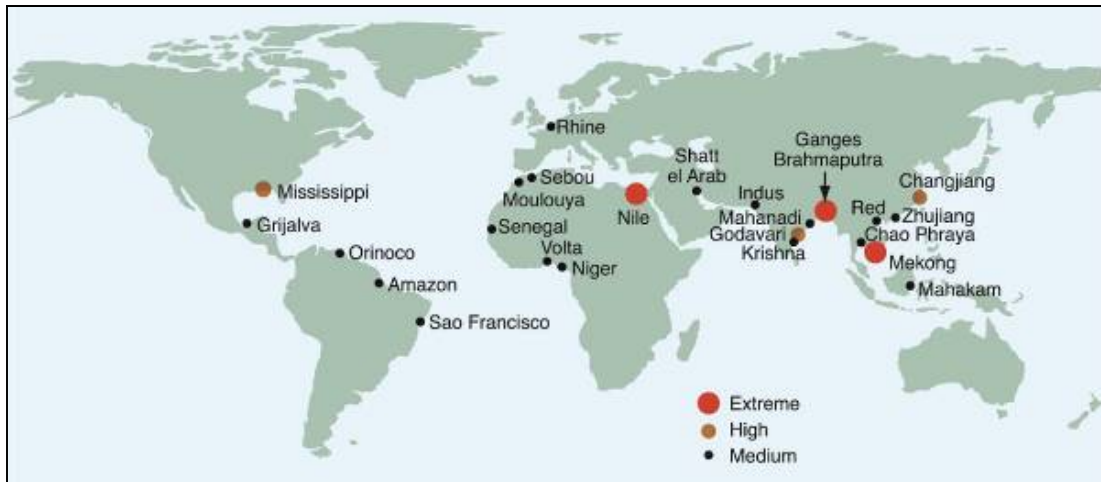 Rhine
Ganges
Brahmaputra
Shatt
el Arab
Sebou
Moulouya
Changjiang
Mississippi
Indus
Nile
Mahanadi
Red
Zhujiang
Grijalva
Senegal
Godavari
Chao Phraya
Volta
Krishna
Orinoco
Niger
Mekong
Amazon
Mahakam
Sao Francisco
Extreme
High
Medium